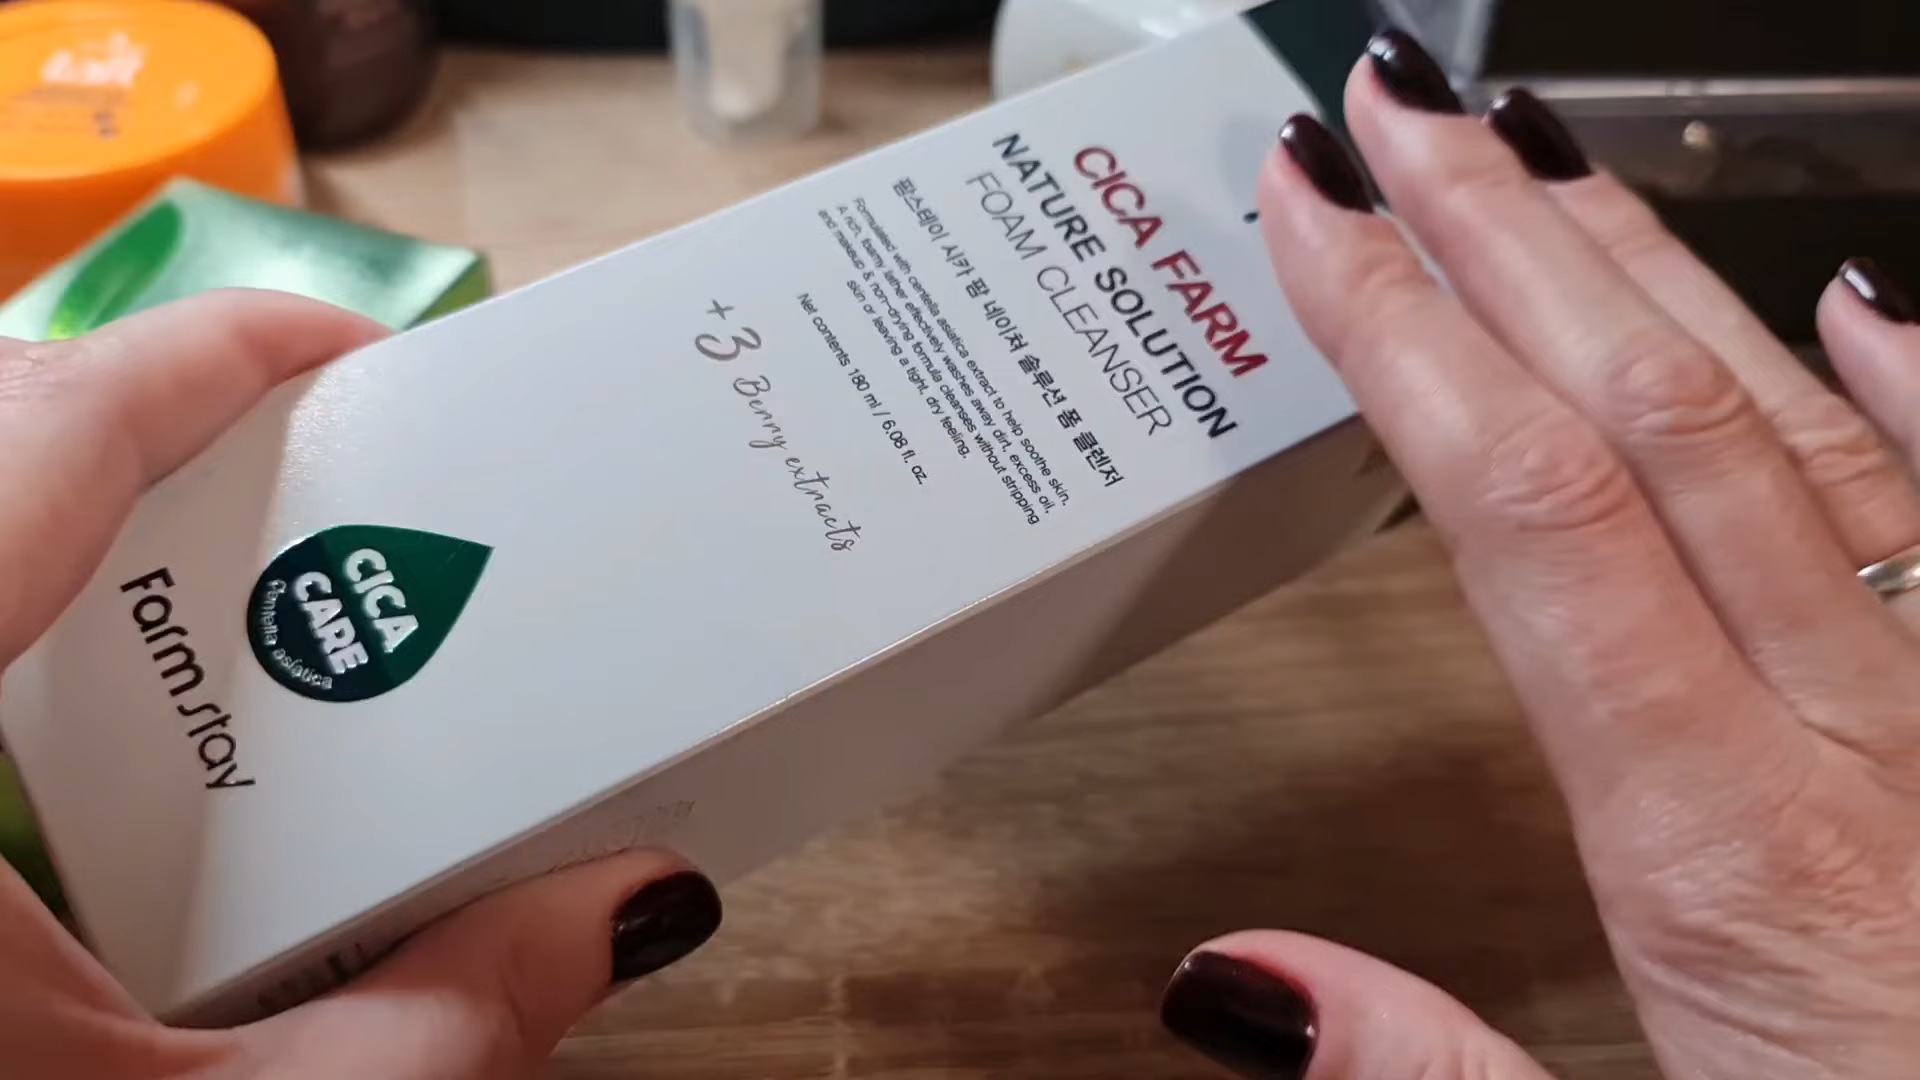 CICA FARM
NATURE SOLUTION
FOAM CLEANSER
팜스테이 시카 팜 네이쳐 솔루션 폼 클렌저
Formulated with centella asiatica extract to help soothe skin.
A rich, foamy lather effectively washes away dirt, excess oil,
and makeup & non-drying formula cleanses without stripping
skin or leaving a tight, dry feeling.
Net contents 180 ml / 6.08 fl. oz.
+3 Berry extracts
CICA
CARE
Centella asiatica
Farmstay